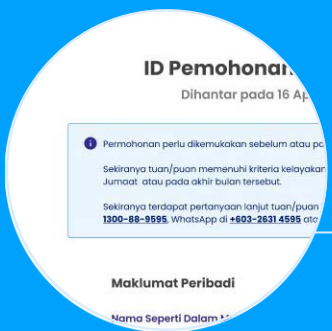 ID Pemohonan
Dihantar pada 16 Ap
Permohonan perlu dikemukakan sebelum atau pa
Sekiranya tuan/puan memenuhi kriteria kelayakan
Jumaat atau pada akhir bulan tersebut.
Sekiranya terdapat pertanyaan lanjut tuan/puan
1300-88-9595, WhatsApp di +603-2631 4595 ata
Maklumat Peribadi
Nama Seperti Dalam M